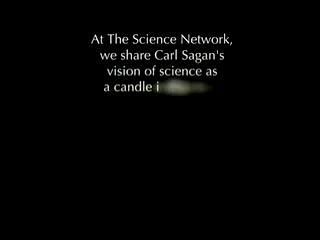 At The Science Network,
we share Carl Sagan's
vision of science as
a candle i